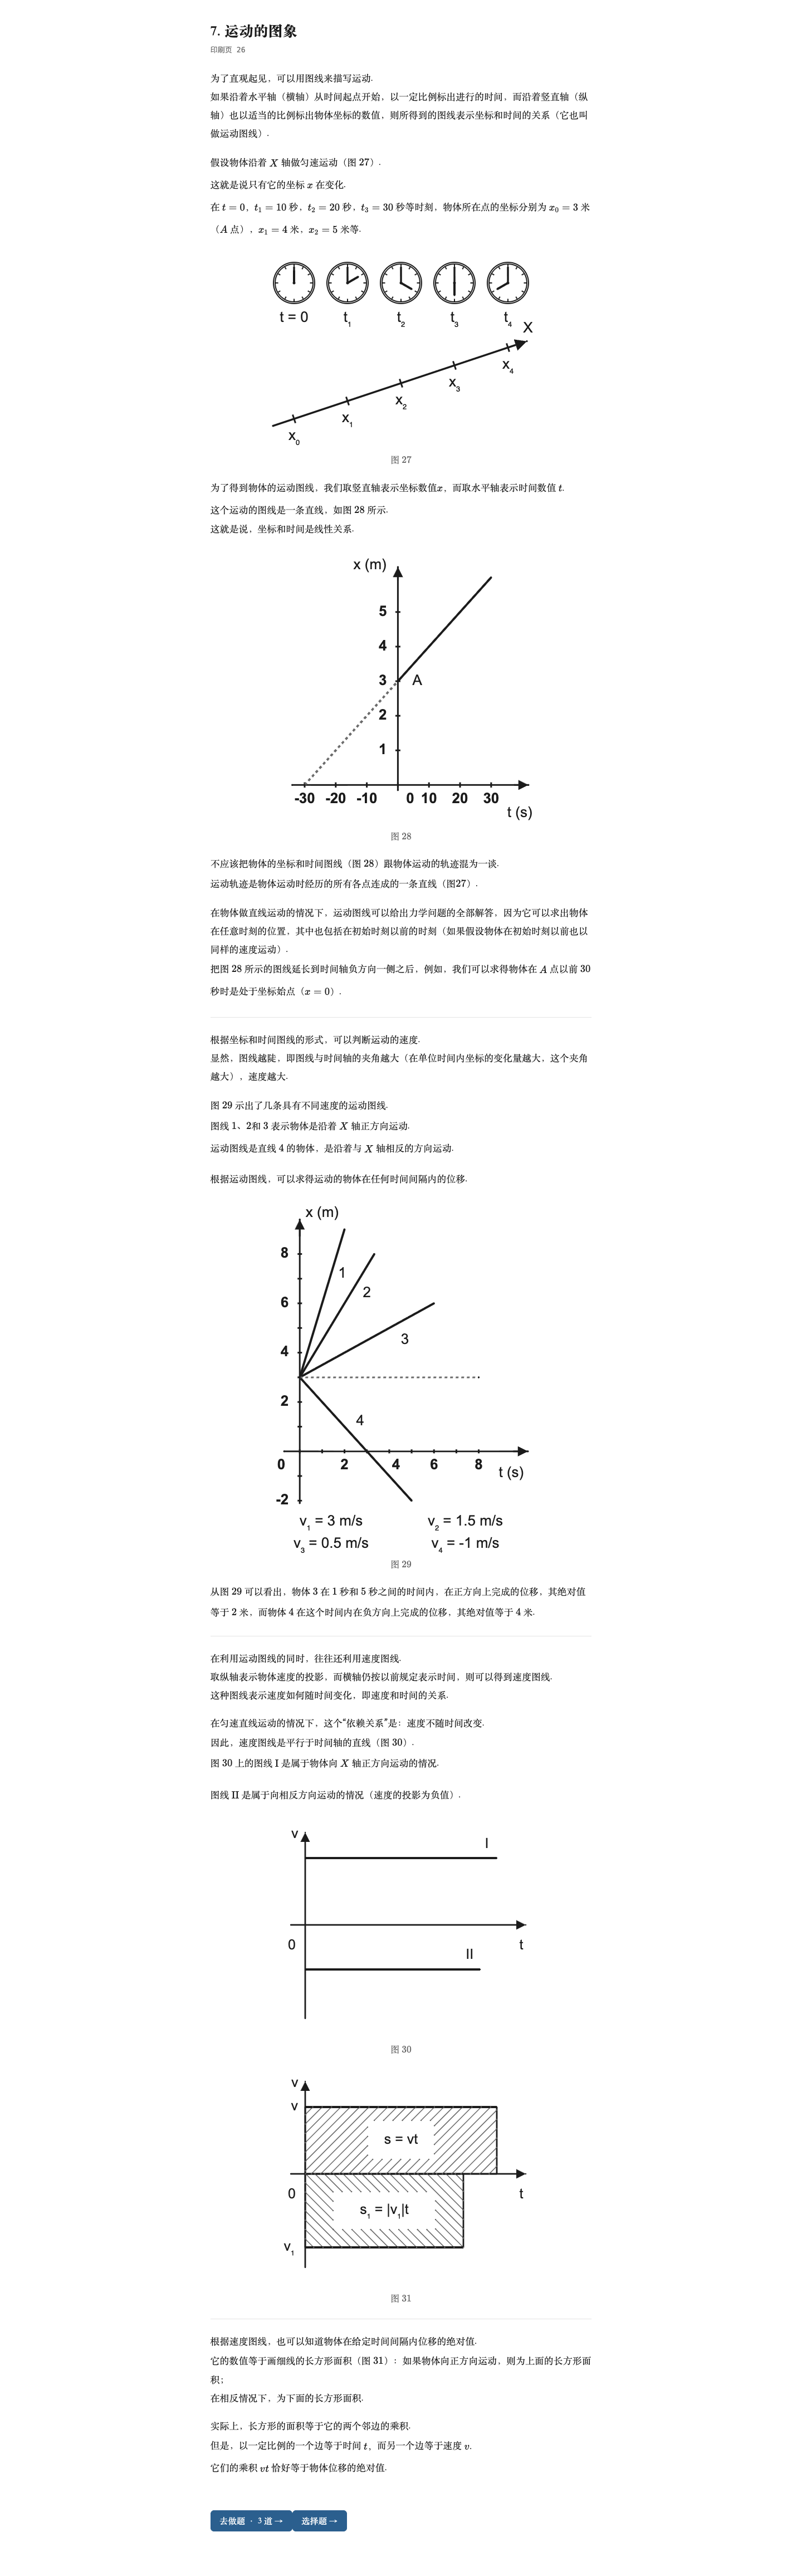 7. 运动的图象
印刷页 26
为了直观起见，可以用图线来描写运动.
如果沿着水平轴（横轴）从时间起点开始，以一定比例标出进行的时间，而沿着竖直轴（纵
轴）也以适当的比例标出物体坐标的数值，则所得到的图线表示坐标和时间的关系（它也叫
做运动图线）.
假设物体沿着 X 轴做匀速运动（图 27）.
这就是说只有它的坐标 x 在变化.
在 t = 0，t₁ = 10 秒，t₂ = 20 秒，t₃ = 30 秒等时刻，物体所在点的坐标分别为 x₀ = 3 米
（A 点），x₁ = 4 米，x₂ = 5 米等.
t = 0 t₁ t₂ t₃ t₄
X
x₀ x₁ x₂ x₃ x₄
图 27
为了得到物体的运动图线，我们取竖直轴表示坐标数值x，而取水平轴表示时间数值 t.
这个运动的图线是一条直线，如图 28 所示.
这就是说，坐标和时间是线性关系.
x (m)
5
4
3 A
2
1
-30 -20 -10 0 10 20 30
t (s)
图 28
不应该把物体的坐标和时间图线（图 28）跟物体运动的轨迹混为一谈.
运动轨迹是物体运动时经历的所有各点连成的一条直线（图27）.
在物体做直线运动的情况下，运动图线可以给出力学问题的全部解答，因为它可以求出物体
在任意时刻的位置，其中也包括在初始时刻以前的时刻（如果假设物体在初始时刻以前也以
同样的速度运动）.
把图 28 所示的图线延长到时间轴负方向一侧之后，例如，我们可以求得物体在 A 点以前 30
秒时是处于坐标始点（x = 0）.
根据坐标和时间图线的形式，可以判断运动的速度.
显然，图线越陡，即图线与时间轴的夹角越大（在单位时间内坐标的变化量越大，这个夹角
越大），速度越大.
图 29 示出了几条具有不同速度的运动图线.
图线 1、2和 3 表示物体是沿着 X 轴正方向运动.
运动图线是直线 4 的物体，是沿着与 X 轴相反的方向运动.
根据运动图线，可以求得运动的物体在任何时间间隔内的位移.
x (m)
8
1
2
6
3
4
2
4
0 2 4 6 8
t (s)
-2
v₁ = 3 m/s v₂ = 1.5 m/s
v₃ = 0.5 m/s v₄ = -1 m/s
图 29
从图 29 可以看出，物体 3 在 1 秒和 5 秒之间的时间内，在正方向上完成的位移，其绝对值
等于 2 米，而物体 4 在这个时间内在负方向上完成的位移，其绝对值等于 4 米.
在利用运动图线的同时，往往还利用速度图线.
取纵轴表示物体速度的投影，而横轴仍按以前规定表示时间，则可以得到速度图线.
这种图线表示速度如何随时间变化，即速度和时间的关系.
在匀速直线运动的情况下，这个“依赖关系”是：速度不随时间改变.
因此，速度图线是平行于时间轴的直线（图 30）.
图 30 上的图线 I 是属于物体向 X 轴正方向运动的情况.
图线 II 是属于向相反方向运动的情况（速度的投影为负值）.
v
I
0 t
II
图 30
v
v
s = vt
0 t
s₁ = |v₁|t
v₁
图 31
根据速度图线，也可以知道物体在给定时间间隔内位移的绝对值.
它的数值等于画细线的长方形面积（图 31）：如果物体向正方向运动，则为上面的长方形面
积；
在相反情况下，为下面的长方形面积.
实际上，长方形的面积等于它的两个邻边的乘积.
但是，以一定比例的一个边等于时间 t，而另一个边等于速度 v.
它们的乘积 vt 恰好等于物体位移的绝对值.
去做题 · 3 道 → 选择题 →